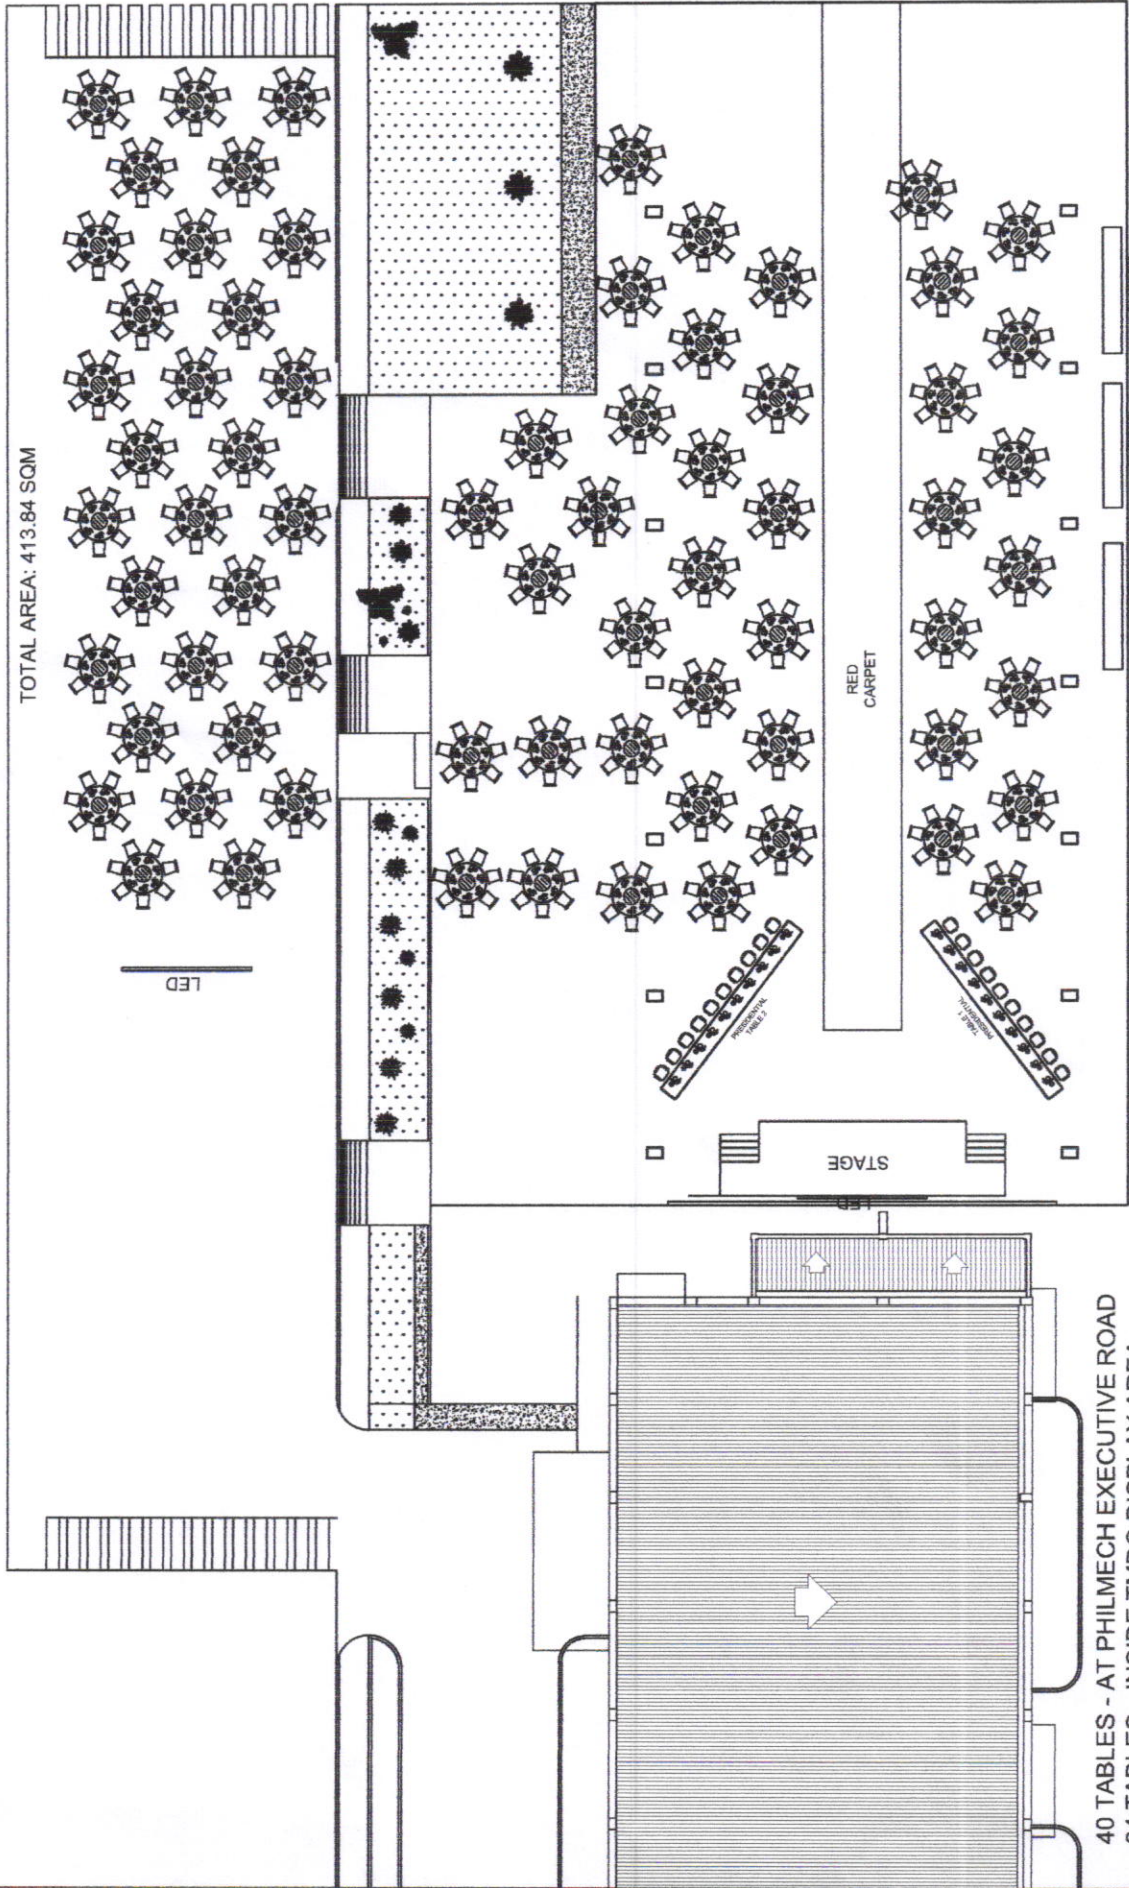 TOTAL AREA: 413.84 SQM
LED
RED
CARPET
PRESIDENTIAL
TABLE 2
PRESIDENTIAL
TABLE 1
STAGE
LED
40 TABLES - AT PHILMECH EXECUTIVE ROAD